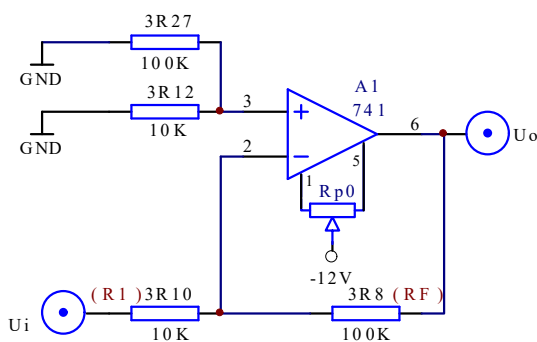 3R27
100K
GND
3R12
10K
GND
3
2
A1
741
6
Uo
1
5
Rp0
-12V
(R1) 3R10
10K
Ui
3R8 (RF)
100K